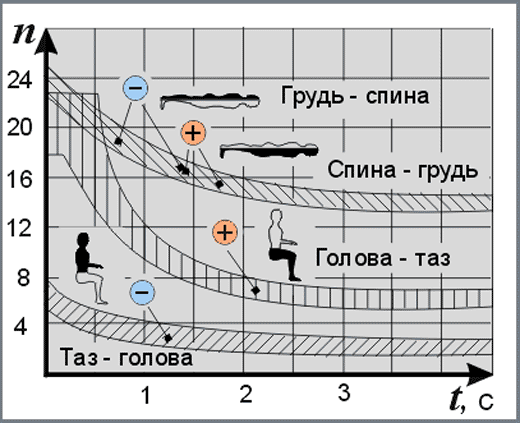 n
24
− Грудь - спина
20
+
Спина - грудь
16
12
+
Голова - таз
8
−
4
Таз - голова
1 2 3
t, с